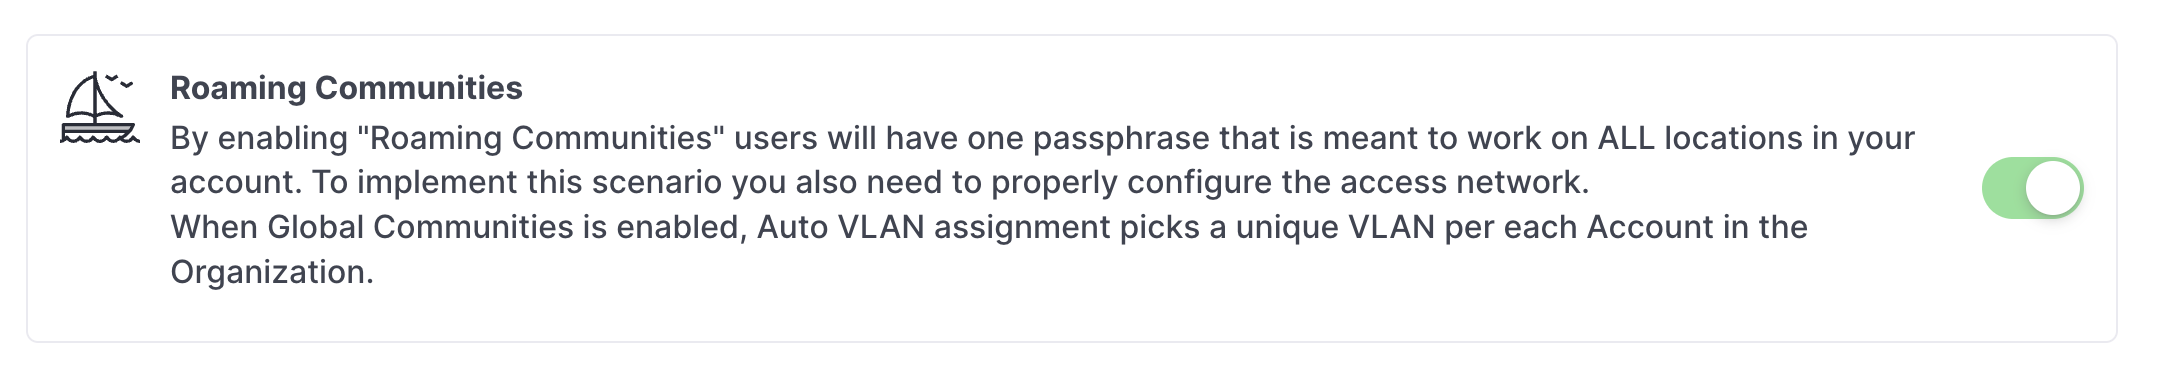 Roaming Communities
By enabling "Roaming Communities" users will have one passphrase that is meant to work on ALL locations in your
account. To implement this scenario you also need to properly configure the access network.
When Global Communities is enabled, Auto VLAN assignment picks a unique VLAN per each Account in the
Organization.